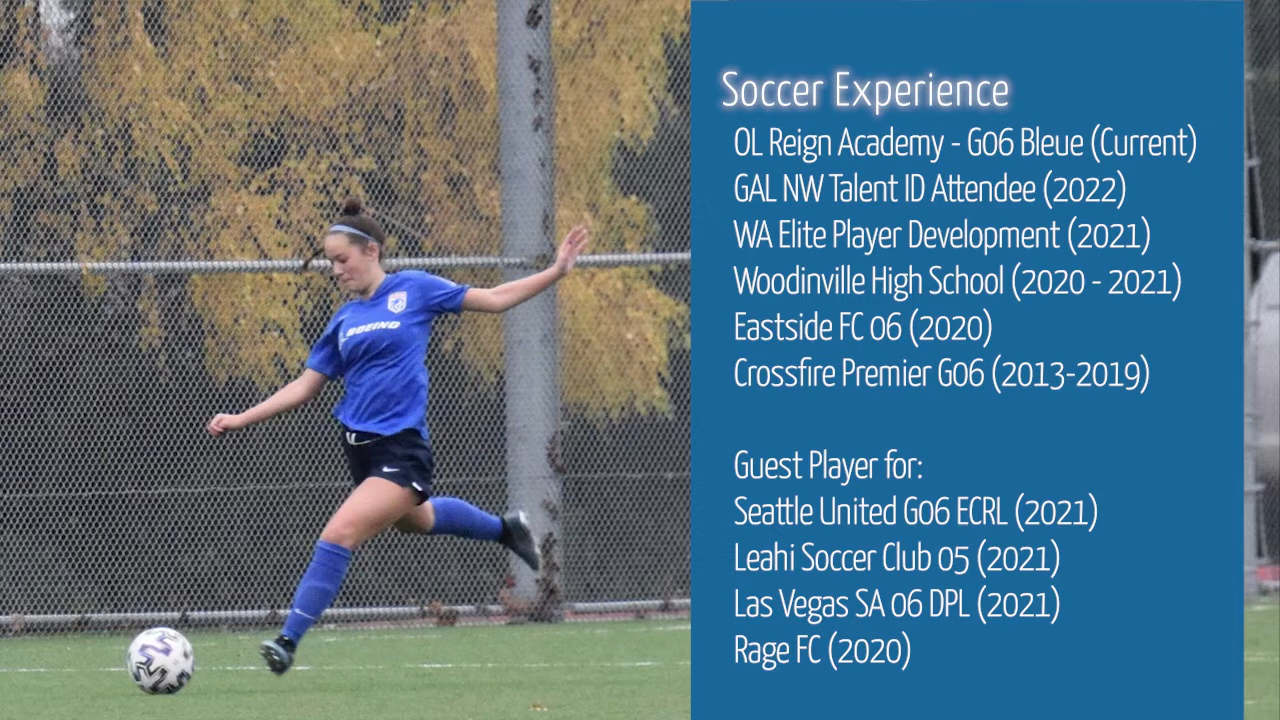 BOEING
Soccer Experience
OL Reign Academy - G06 Bleue (Current)
GAL NW Talent ID Attendee (2022)
WA Elite Player Development (2021)
Woodinville High School (2020 - 2021)
Eastside FC 06 (2020)
Crossfire Premier G06 (2013-2019)
Guest Player for:
Seattle United G06 ECRL (2021)
Leahi Soccer Club 05 (2021)
Las Vegas SA 06 DPL (2021)
Rage FC (2020)